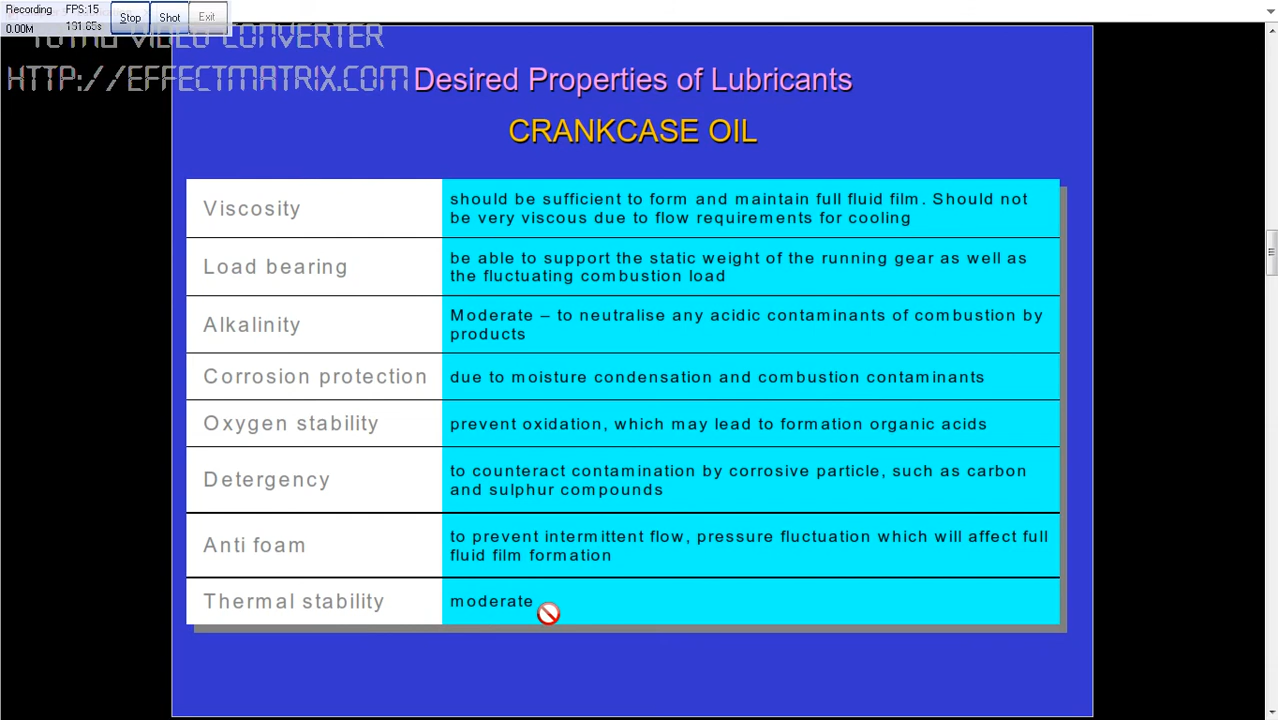 Recording FPS:15
0.00M 191.65s
Stop Shot Exit
TOTAL VIDEO CONVERTER
HTTP://EFFECTMATRIX.COM
Desired Properties of Lubricants
CRANKCASE OIL
Viscosity
should be sufficient to form and maintain full fluid film. Should not
be very viscous due to flow requirements for cooling
Load bearing
be able to support the static weight of the running gear as well as
the fluctuating combustion load
Alkalinity
Moderate – to neutralise any acidic contaminants of combustion by
products
Corrosion protection
due to moisture condensation and combustion contaminants
Oxygen stability
prevent oxidation, which may lead to formation organic acids
Detergency
to counteract contamination by corrosive particle, such as carbon
and sulphur compounds
Anti foam
to prevent intermittent flow, pressure fluctuation which will affect full
fluid film formation
Thermal stability
moderate